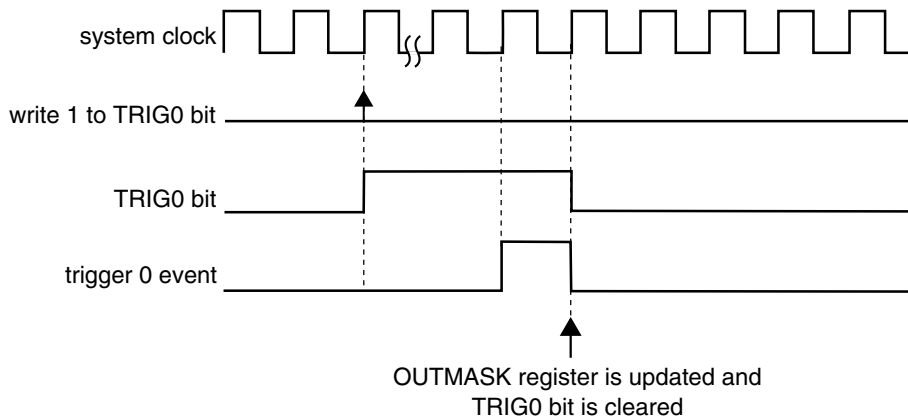 system clock
write 1 to TRIG0 bit
TRIG0 bit
trigger 0 event
OUTMASK register is updated and
TRIG0 bit is cleared